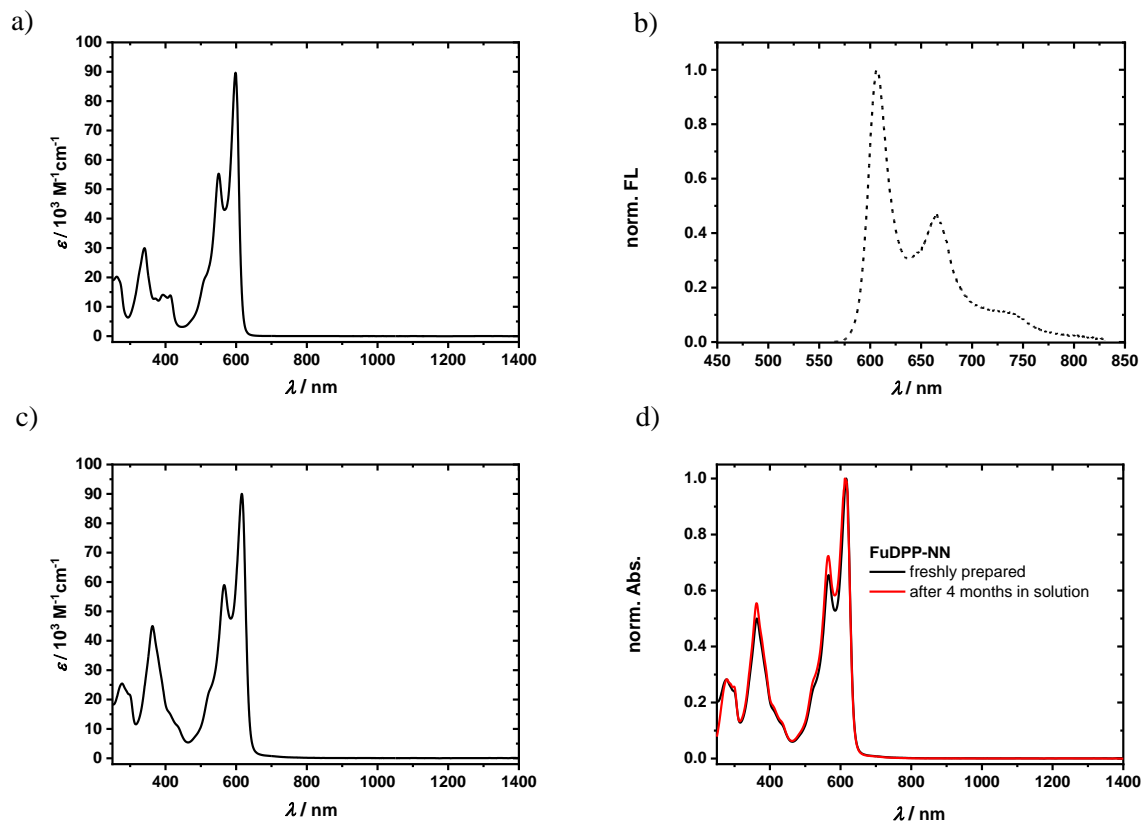 a)
100
90
80
70
60
50
40
30
20
10
0
ε / 10³ M⁻¹cm⁻¹
400 600 800 1000 1200 1400
λ / nm
b)
1.0
0.8
0.6
0.4
0.2
0.0
norm. FL
450 500 550 600 650 700 750 800 850
λ / nm
c)
100
90
80
70
60
50
40
30
20
10
0
ε / 10³ M⁻¹cm⁻¹
400 600 800 1000 1200 1400
λ / nm
d)
1.0
0.8
0.6
0.4
0.2
0.0
norm. Abs.
FuDPP-NN
freshly prepared
after 4 months in solution
400 600 800 1000 1200 1400
λ / nm